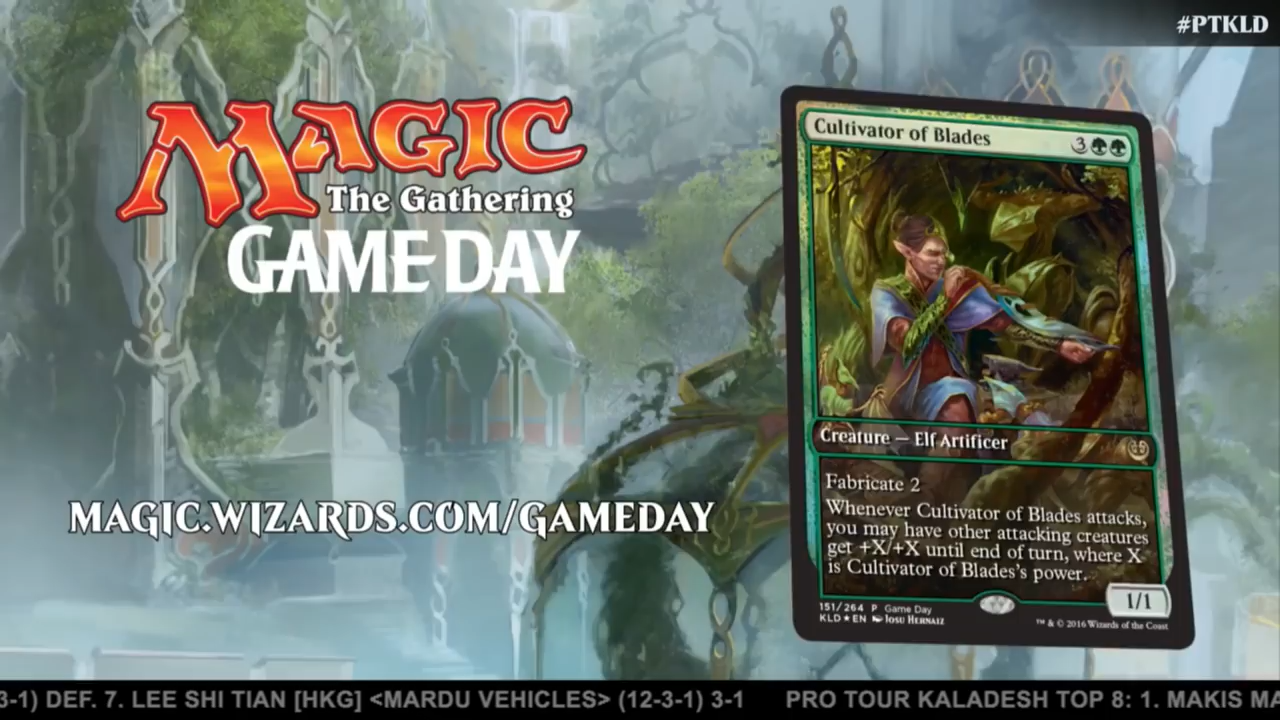 #PTKLD
MAGIC
The Gathering
GAME DAY
MAGIC.WIZARDS.COM/GAMEDAY
Cultivator of Blades 3
Creature — Elf Artificer
Fabricate 2
Whenever Cultivator of Blades attacks,
you may have other attacking creatures
get +X/+X until end of turn, where X
is Cultivator of Blades's power.
1/1
151/264 P Game Day
KLD★EN Iosu Hernaiz
™ & © 2016 Wizards of the Coast
3-1) DEF. 7. LEE SHI TIAN [HKG] <MARDU VEHICLES> (12-3-1) 3-1 PRO TOUR KALADESH TOP 8: 1. MAKIS MA